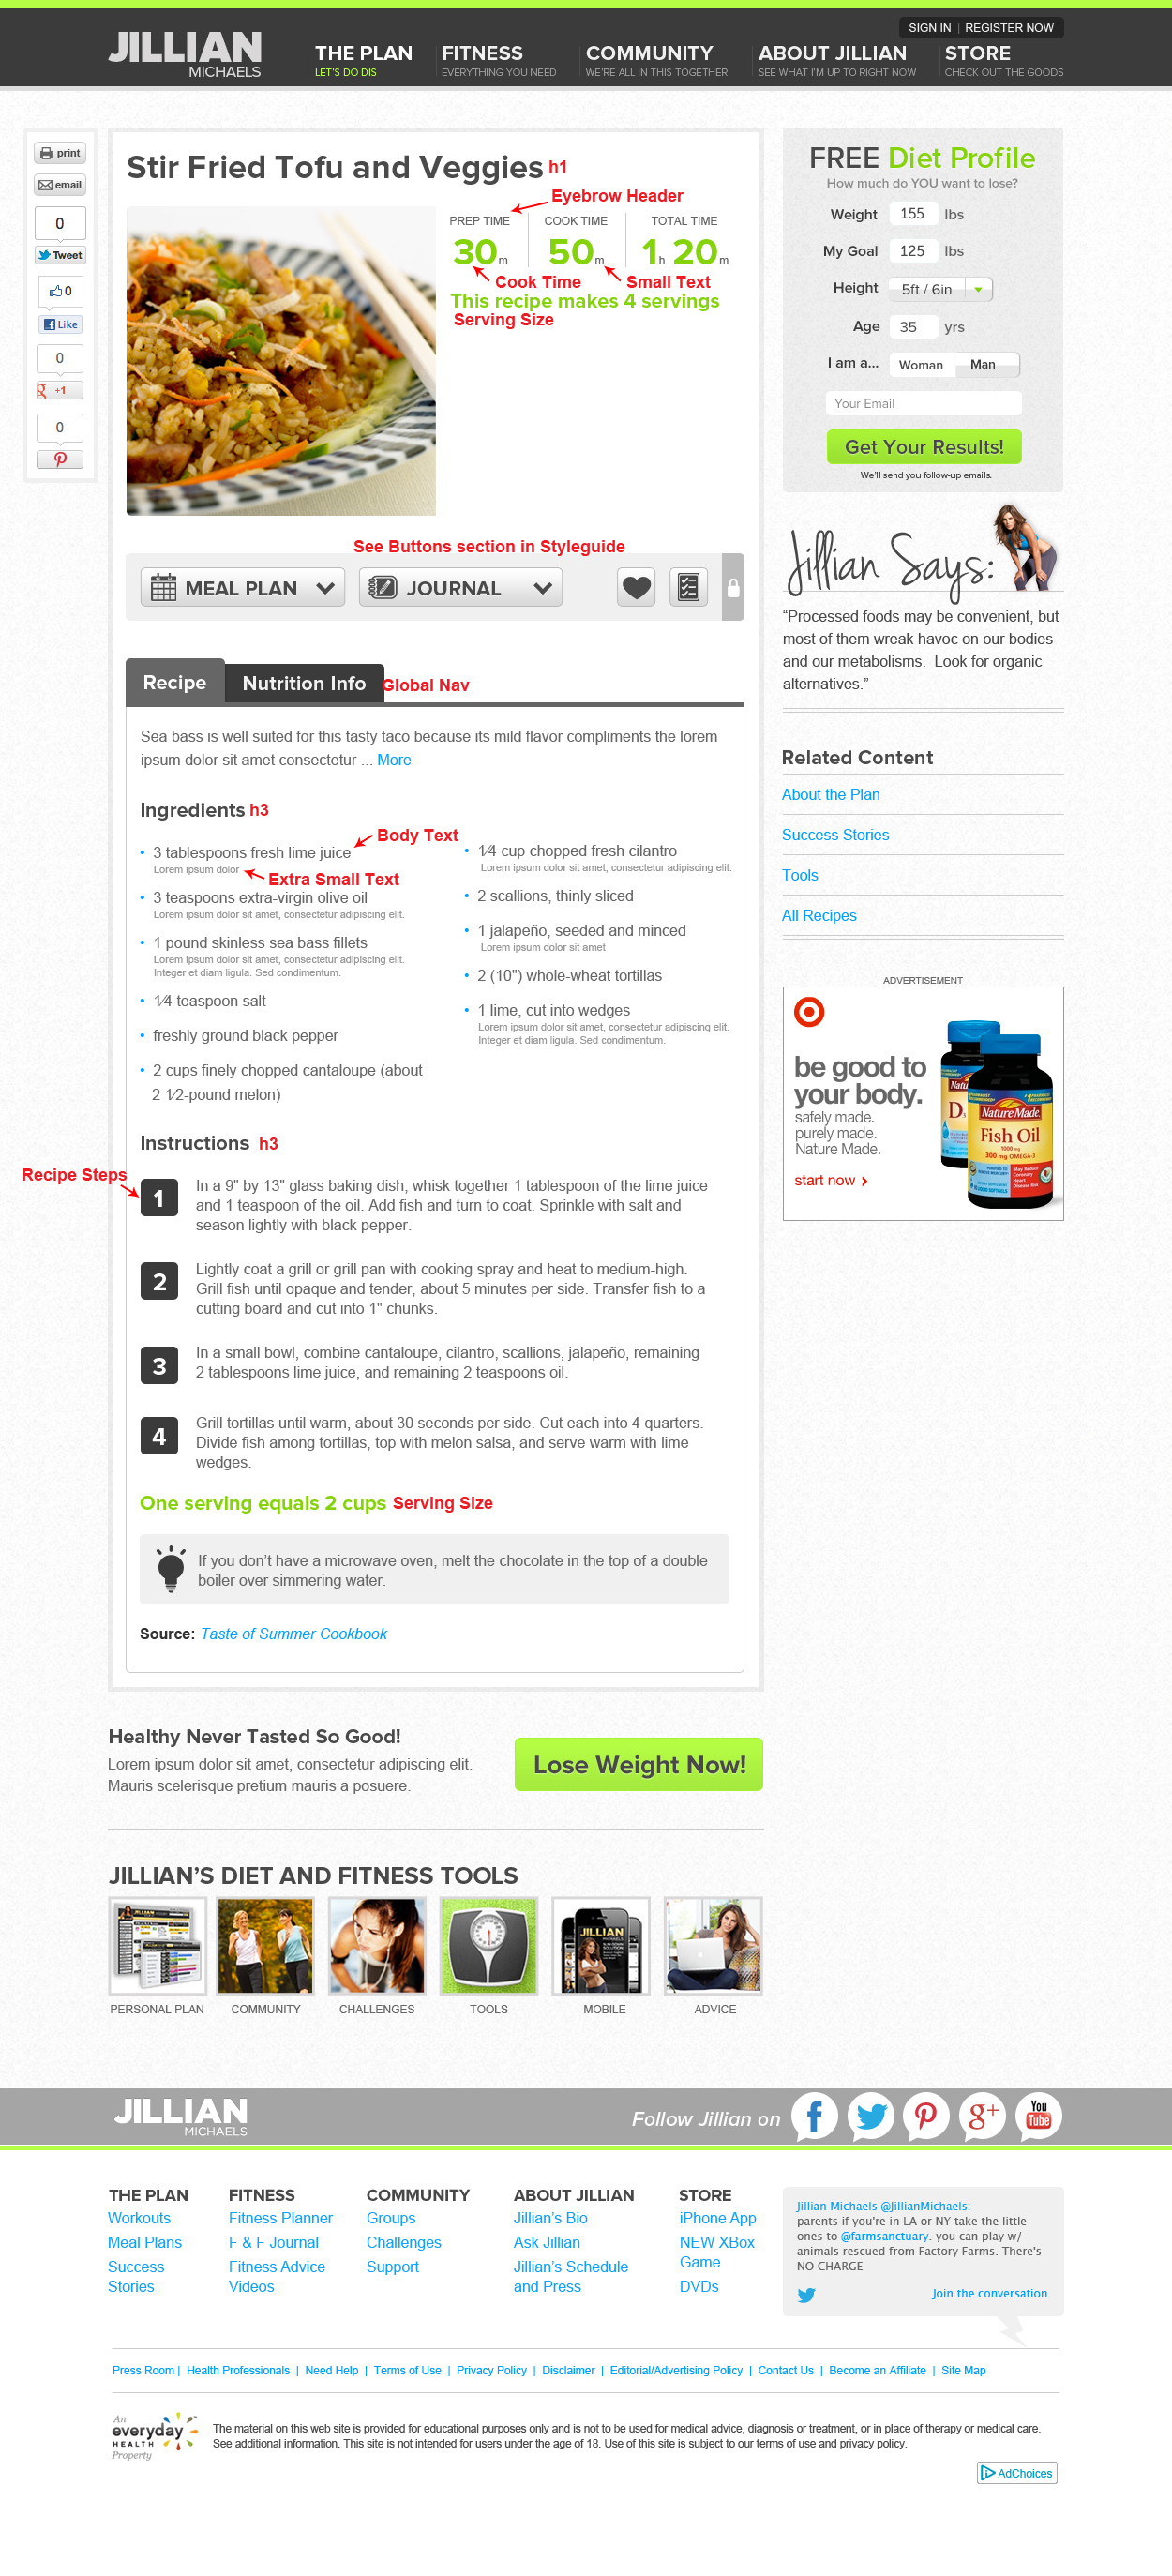 SIGN IN | REGISTER NOW
JILLIAN
MICHAELS
THE PLAN
LET'S DO DIS
FITNESS
EVERYTHING YOU NEED
COMMUNITY
WE'RE ALL IN THIS TOGETHER
ABOUT JILLIAN
SEE WHAT I'M UP TO RIGHT NOW
STORE
CHECK OUT THE GOODS
print
email
0
Tweet
0
Like
0
+1
0
Stir Fried Tofu and Veggies h1
Eyebrow Header
PREP TIME
COOK TIME
TOTAL TIME
30 m
50 m
1 h 20 m
Cook Time
Small Text
This recipe makes 4 servings
Serving Size
See Buttons section in Styleguide
MEAL PLAN
JOURNAL
Recipe
Nutrition Info
Global Nav
Sea bass is well suited for this tasty taco because its mild flavor compliments the lorem
ipsum dolor sit amet consectetur ... More
Ingredients h3
Body Text
• 3 tablespoons fresh lime juice
Lorem ipsum dolor
Extra Small Text
• 3 teaspoons extra-virgin olive oil
Lorem ipsum dolor sit amet, consectetur adipiscing elit.
• 1 pound skinless sea bass fillets
Lorem ipsum dolor sit amet, consectetur adipiscing elit.
Integer et diam ligula. Sed condimentum.
• 1⁄4 teaspoon salt
• freshly ground black pepper
• 2 cups finely chopped cantaloupe (about
2 1⁄2-pound melon)
• 1⁄4 cup chopped fresh cilantro
Lorem ipsum dolor sit amet, consectetur adipiscing elit.
• 2 scallions, thinly sliced
• 1 jalapeño, seeded and minced
Lorem ipsum dolor sit amet
• 2 (10") whole-wheat tortillas
• 1 lime, cut into wedges
Lorem ipsum dolor sit amet, consectetur adipiscing elit.
Integer et diam ligula. Sed condimentum.
Instructions h3
Recipe Steps
1
In a 9" by 13" glass baking dish, whisk together 1 tablespoon of the lime juice
and 1 teaspoon of the oil. Add fish and turn to coat. Sprinkle with salt and
season lightly with black pepper.
2
Lightly coat a grill or grill pan with cooking spray and heat to medium-high.
Grill fish until opaque and tender, about 5 minutes per side. Transfer fish to a
cutting board and cut into 1" chunks.
3
In a small bowl, combine cantaloupe, cilantro, scallions, jalapeño, remaining
2 tablespoons lime juice, and remaining 2 teaspoons oil.
4
Grill tortillas until warm, about 30 seconds per side. Cut each into 4 quarters.
Divide fish among tortillas, top with melon salsa, and serve warm with lime
wedges.
One serving equals 2 cups Serving Size
If you don't have a microwave oven, melt the chocolate in the top of a double
boiler over simmering water.
Source: Taste of Summer Cookbook
FREE Diet Profile
How much do YOU want to lose?
Weight 155 lbs
My Goal 125 lbs
Height 5ft / 6in
Age 35 yrs
I am a... Woman Man
Your Email
Get Your Results!
We'll send you follow-up emails.
Jillian Says:
“Processed foods may be convenient, but
most of them wreak havoc on our bodies
and our metabolisms. Look for organic
alternatives.”
Related Content
About the Plan
Success Stories
Tools
All Recipes
ADVERTISEMENT
be good to
your body.
safely made.
purely made.
Nature Made.
start now
Nature Made
Fish Oil
1000 mg
300 mg OMEGA-3
Healthy Never Tasted So Good!
Lorem ipsum dolor sit amet, consectetur adipiscing elit.
Mauris scelerisque pretium mauris a posuere.
Lose Weight Now!
JILLIAN'S DIET AND FITNESS TOOLS
JILLIAN
PERSONAL PLAN
COMMUNITY
CHALLENGES
TOOLS
MOBILE
ADVICE
JILLIAN
MICHAELS
Follow Jillian on
f
g+
You
Tube
THE PLAN
Workouts
Meal Plans
Success
Stories
FITNESS
Fitness Planner
F & F Journal
Fitness Advice
Videos
COMMUNITY
Groups
Challenges
Support
ABOUT JILLIAN
Jillian's Bio
Ask Jillian
Jillian's Schedule
and Press
STORE
iPhone App
NEW XBox
Game
DVDs
Jillian Michaels @JillianMichaels:
parents if you're in LA or NY take the little
ones to @farmsanctuary. you can play w/
animals rescued from Factory Farms. There's
NO CHARGE
Join the conversation
Press Room | Health Professionals | Need Help | Terms of Use | Privacy Policy | Disclaimer | Editorial/Advertising Policy | Contact Us | Become an Affiliate | Site Map
An
everyday
HEALTH
Property
The material on this web site is provided for educational purposes only and is not to be used for medical advice, diagnosis or treatment, or in place of therapy or medical care.
See additional information. This site is not intended for users under the age of 18. Use of this site is subject to our terms of use and privacy policy.
AdChoices